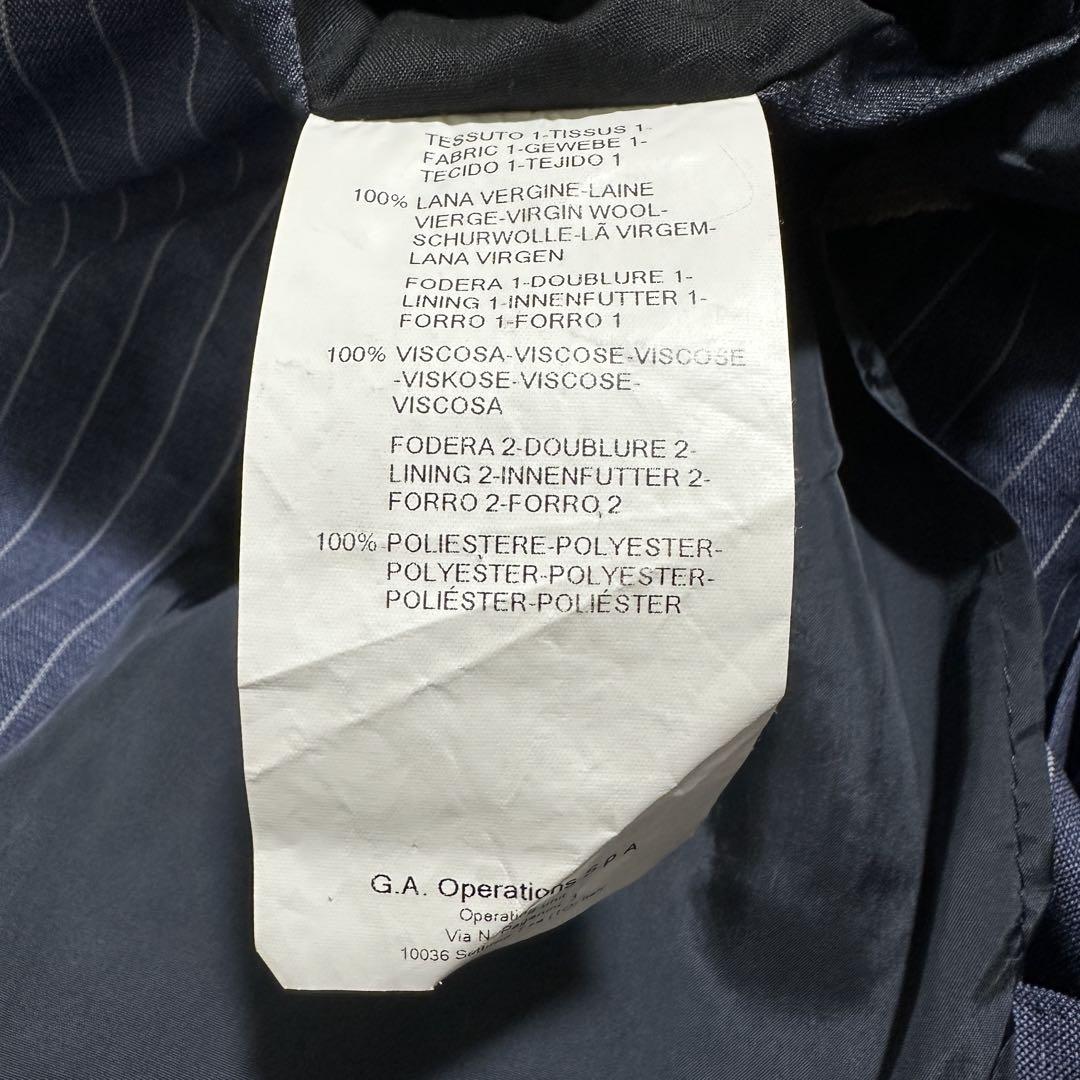 TESSUTO 1-TISSUS 1-
FABRIC 1-GEWEBE 1-
TECIDO 1-TEJIDO 1
100% LANA VERGINE-LAINE
VIERGE-VIRGIN WOOL-
SCHURWOLLE-LÃ VIRGEM-
LANA VIRGEN
FODERA 1-DOUBLURE 1-
LINING 1-INNENFUTTER 1-
FORRO 1-FORRO 1
100% VISCOSA-VISCOSE-VISCOSE
-VISKOSE-VISCOSE-
VISCOSA
FODERA 2-DOUBLURE 2-
LINING 2-INNENFUTTER 2-
FORRO 2-FORRO 2
100% POLIESTERE-POLYESTER-
POLYESTER-POLYESTER-
POLIÉSTER-POLIÉSTER
G.A. Operations S.P.A
Operating unit
Via N.
10036